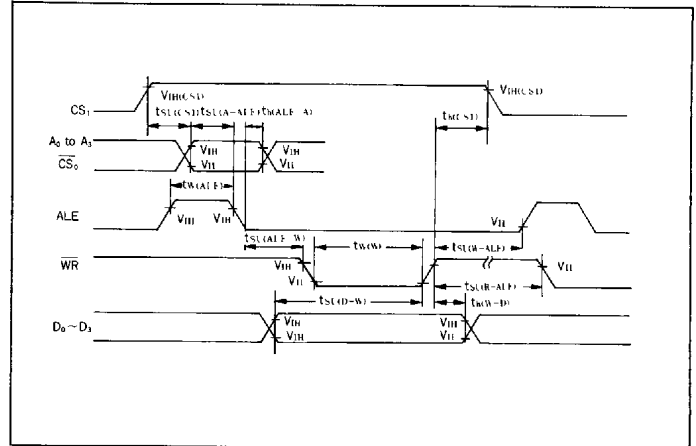 CS1
VIH(CS1)
VIH(CS1)
tSU(CS1) tSU(A-ALE) th(ALE-A)
th(CS1)
A0 to A3
CS0
VIH
VIL
VIH
VIL
tW(ALE)
ALE
VIH
VIH
VIL
tSU(ALE-W)
tW(W)
tSU(W-ALE)
WR
VIH
VIL
VIL
tSU(R-ALE)
tSU(D-W)
th(W-D)
D0~D3
VIH
VIH
VIH
VIL